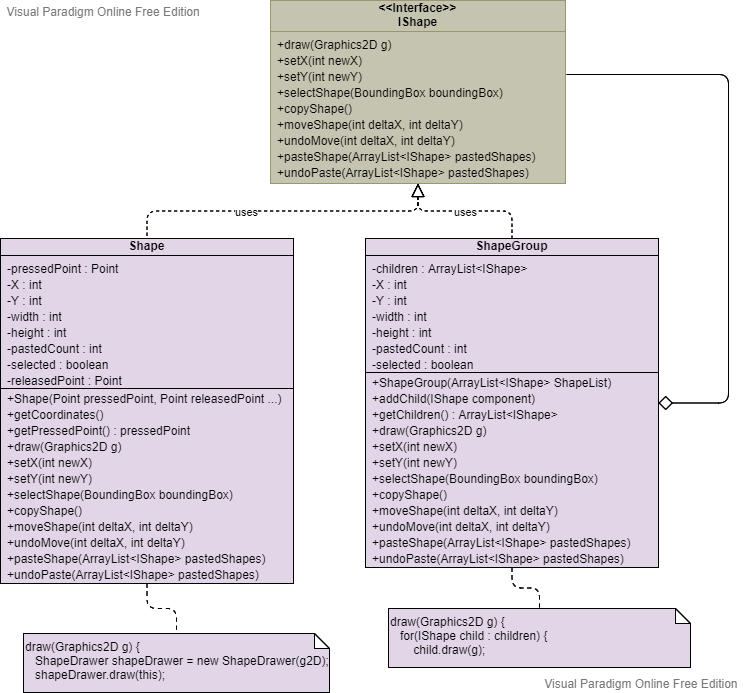 Visual Paradigm Online Free Edition
<<Interface>>
IShape
+draw(Graphics2D g)
+setX(int newX)
+setY(int newY)
+selectShape(BoundingBox boundingBox)
+copyShape()
+moveShape(int deltaX, int deltaY)
+undoMove(int deltaX, int deltaY)
+pasteShape(ArrayList<IShape> pastedShapes)
+undoPaste(ArrayList<IShape> pastedShapes)
uses
uses
Shape
-pressedPoint : Point
-X : int
-Y : int
-width : int
-height : int
-pastedCount : int
-selected : boolean
-releasedPoint : Point
+Shape(Point pressedPoint, Point releasedPoint ...)
+getCoordinates()
+getPressedPoint() : pressedPoint
+draw(Graphics2D g)
+setX(int newX)
+setY(int newY)
+selectShape(BoundingBox boundingBox)
+copyShape()
+moveShape(int deltaX, int deltaY)
+undoMove(int deltaX, int deltaY)
+pasteShape(ArrayList<IShape> pastedShapes)
+undoPaste(ArrayList<IShape> pastedShapes)
ShapeGroup
-children : ArrayList<IShape>
-X : int
-Y : int
-width : int
-height : int
-pastedCount : int
-selected : boolean
+ShapeGroup(ArrayList<IShape> ShapeList)
+addChild(IShape component)
+getChildren() : ArrayList<IShape>
+draw(Graphics2D g)
+setX(int newX)
+setY(int newY)
+selectShape(BoundingBox boundingBox)
+copyShape()
+moveShape(int deltaX, int deltaY)
+undoMove(int deltaX, int deltaY)
+pasteShape(ArrayList<IShape> pastedShapes)
+undoPaste(ArrayList<IShape> pastedShapes)
draw(Graphics2D g) {
ShapeDrawer shapeDrawer = new ShapeDrawer(g2D);
shapeDrawer.draw(this);
draw(Graphics2D g) {
for(IShape child : children) {
child.draw(g);
Visual Paradigm Online Free Edition